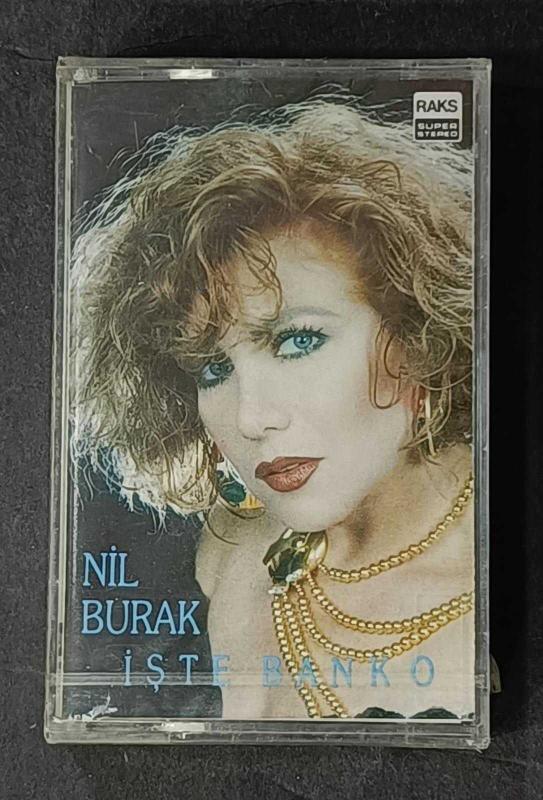 RAKS
SUPER
STEREO
NİL
BURAK
İŞTE BANKO